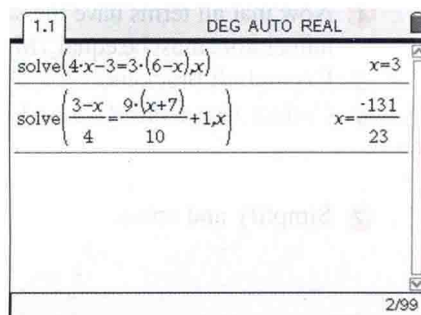 1.1 DEG AUTO REAL
solve(4·x-3=3·(6-x),x) x=3
solve((3-x)/4=(9·(x+7))/10+1,x) x=-131/23
2/99